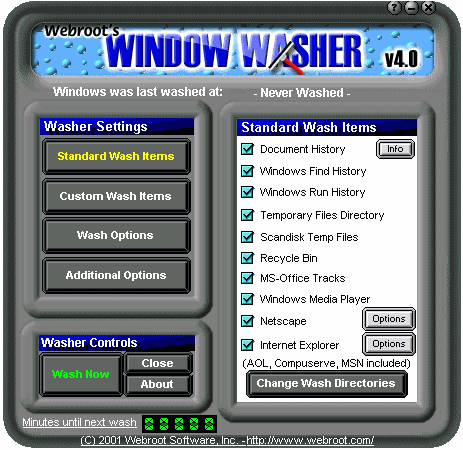 ? – X
Webroot's
WINDOW WASHER v4.0
Windows was last washed at: - Never Washed -
Washer Settings
Standard Wash Items
Custom Wash Items
Wash Options
Additional Options
Washer Controls
Wash Now
Close
About
Standard Wash Items
Document History Info
Windows Find History
Windows Run History
Temporary Files Directory
Scandisk Temp Files
Recycle Bin
MS-Office Tracks
Windows Media Player
Netscape Options
Internet Explorer Options
(AOL, Compuserve, MSN included)
Change Wash Directories
Minutes until next wash
(C) 2001 Webroot Software, Inc. -http://www.webroot.com/